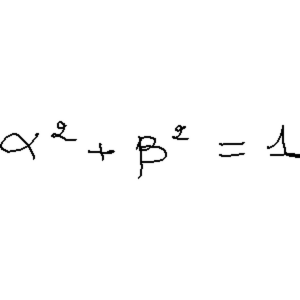 α² + β² = 1